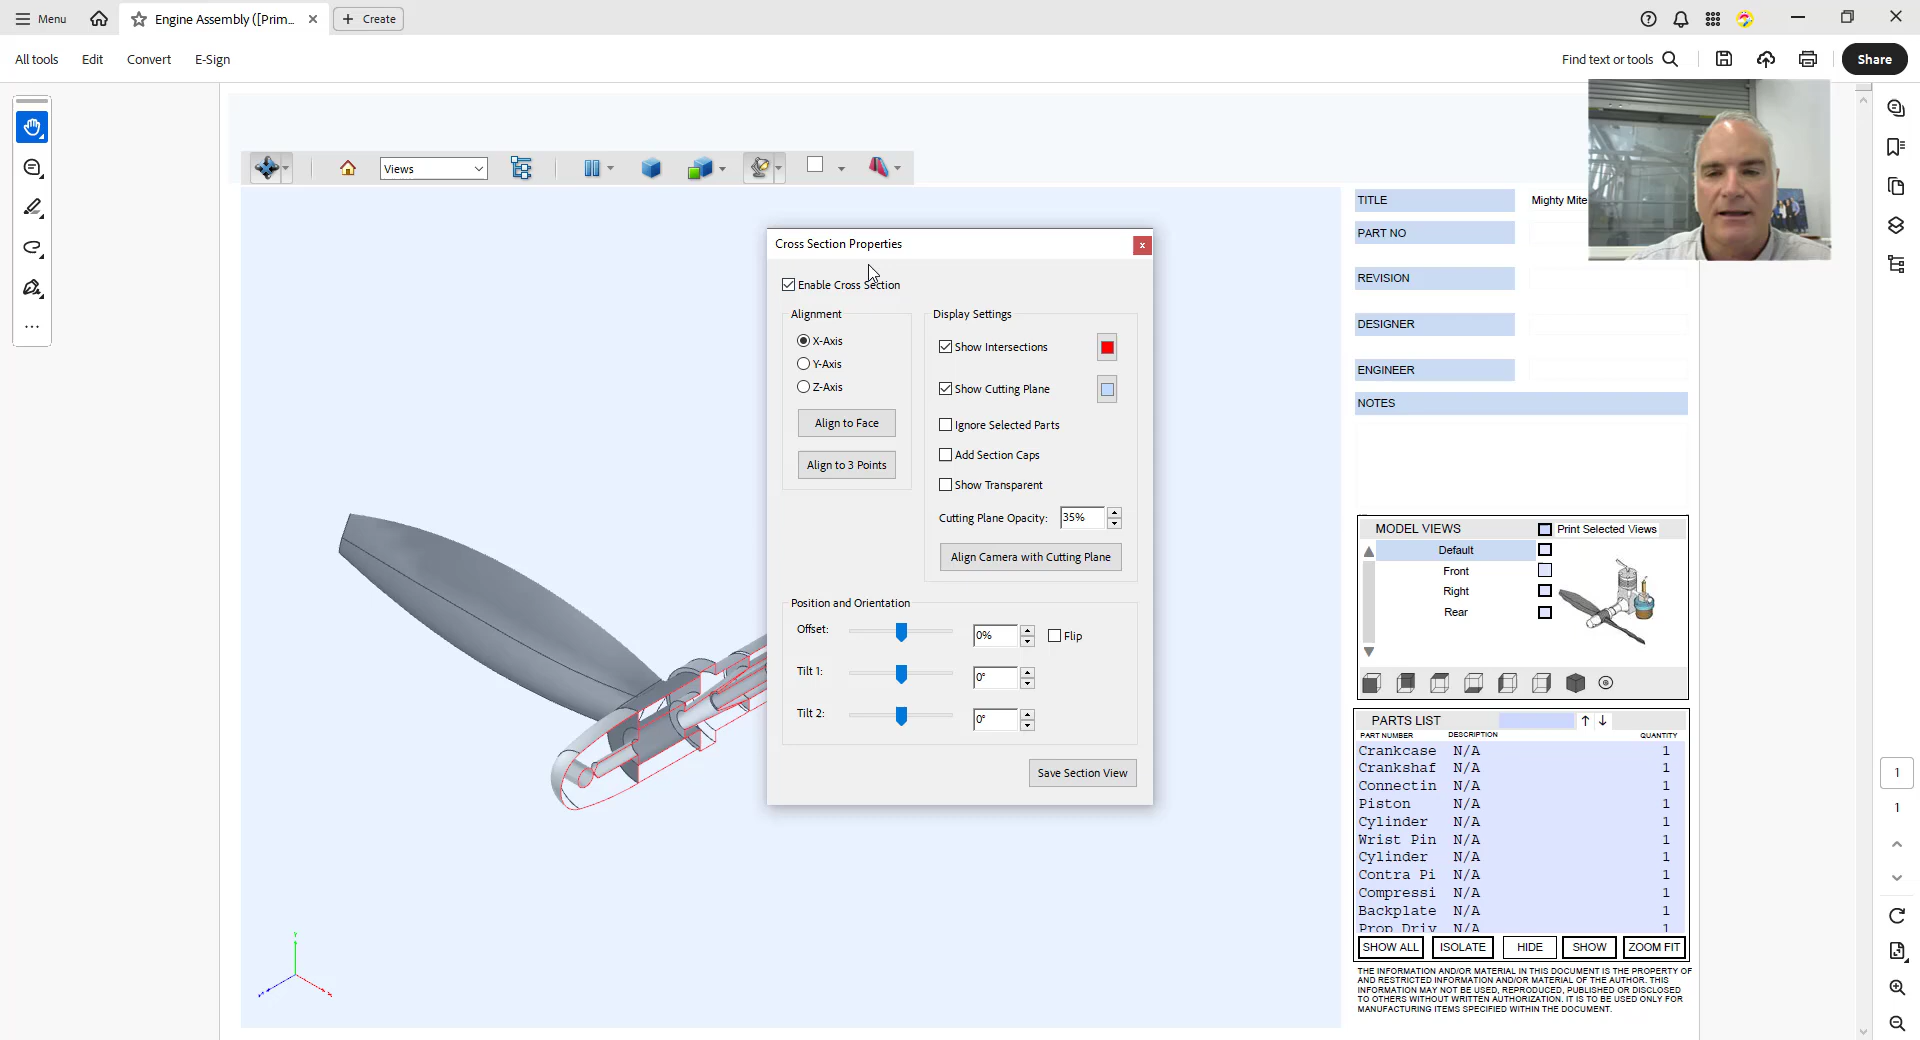 Menu
Engine Assembly ([Prim...
Create
All tools
Edit
Convert
E-Sign
Find text or tools
Share
Views
Cross Section Properties
x
Enable Cross Section
Alignment
X-Axis
Y-Axis
Z-Axis
Align to Face
Align to 3 Points
Display Settings
Show Intersections
Show Cutting Plane
Ignore Selected Parts
Add Section Caps
Show Transparent
Cutting Plane Opacity: 35%
Align Camera with Cutting Plane
Position and Orientation
Offset: 0% Flip
Tilt 1: 0°
Tilt 2: 0°
Save Section View
TITLE Mighty Mite
PART NO
REVISION
DESIGNER
ENGINEER
NOTES
MODEL VIEWS Print Selected Views
Default
Front
Right
Rear
PARTS LIST
PART NUMBER DESCRIPTION QUANTITY
Crankcase N/A 1
Crankshaf N/A 1
Connectin N/A 1
Piston N/A 1
Cylinder N/A 1
Wrist Pin N/A 1
Cylinder N/A 1
Contra Pi N/A 1
Compressi N/A 1
Backplate N/A 1
Prop Driv N/A 1
SHOW ALL ISOLATE HIDE SHOW ZOOM FIT
THE INFORMATION AND/OR MATERIAL IN THIS DOCUMENT IS THE PROPERTY OF
AND RESTRICTED INFORMATION AND/OR MATERIAL OF THE AUTHOR. THIS
INFORMATION MAY NOT BE USED, REPRODUCED, PUBLISHED OR DISCLOSED
TO OTHERS WITHOUT WRITTEN AUTHORIZATION. IT IS TO BE USED ONLY FOR
MANUFACTURING ITEMS SPECIFIED WITHIN THE DOCUMENT.
1
1